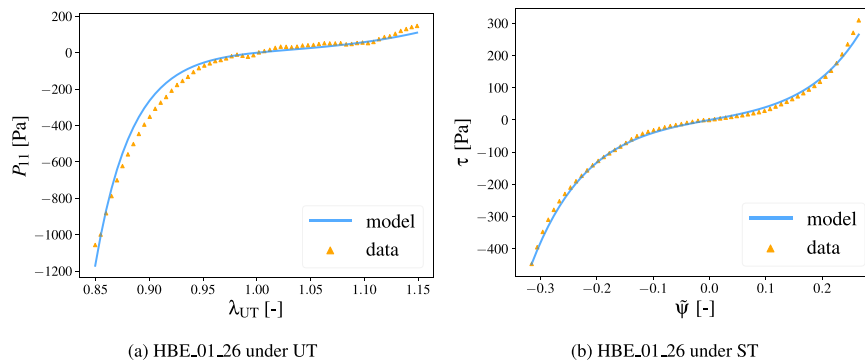 200
0
−200
−400
−600
−800
−1000
−1200
P11 [Pa]
0.85 0.90 0.95 1.00 1.05 1.10 1.15
λUT [-]
model
data
(a) HBE_01_26 under UT
300
200
100
0
−100
−200
−300
−400
τ [Pa]
−0.3 −0.2 −0.1 0.0 0.1 0.2
ψ̃ [-]
model
data
(b) HBE_01_26 under ST